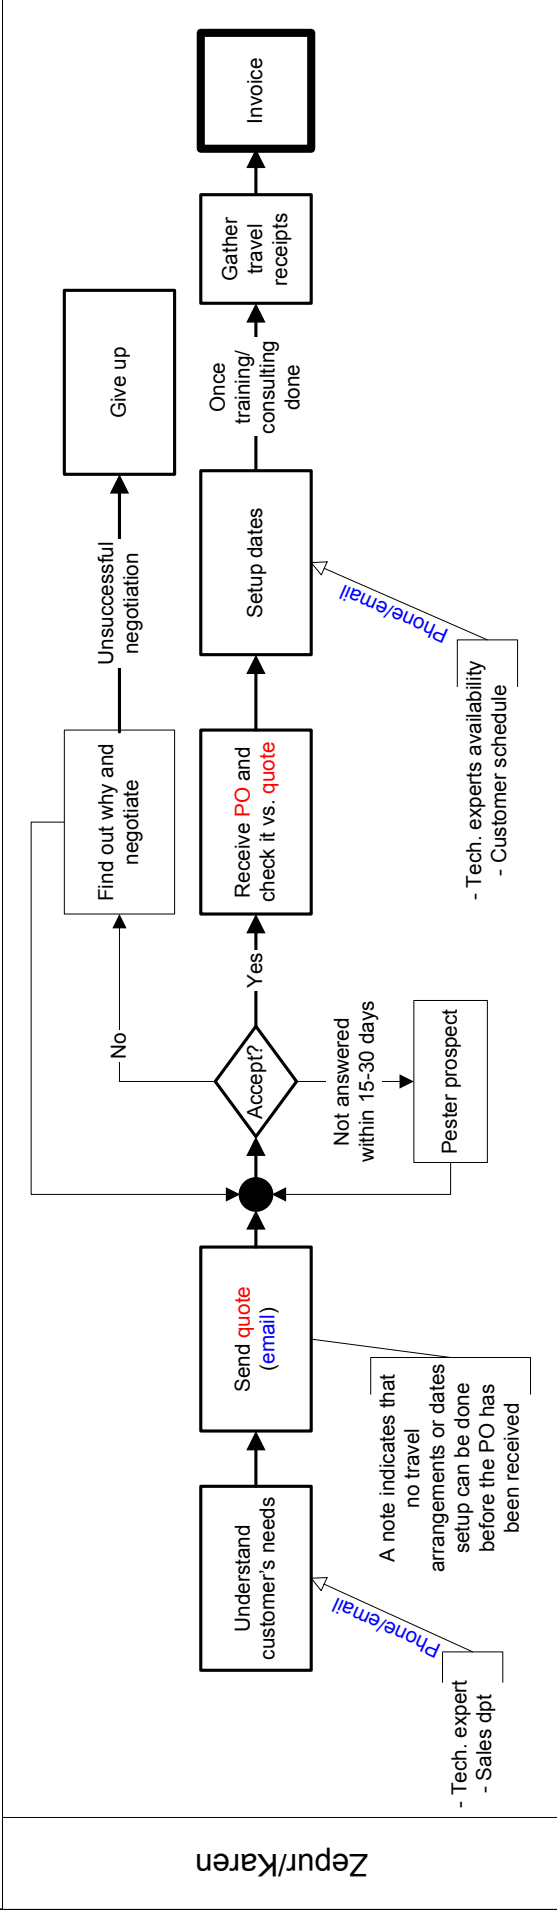 Zepur/Karen
- Tech. expert
- Sales dpt
Phone/email
Understand
customer's needs
Send quote
(email)
A note indicates that
no travel
arrangements or dates
setup can be done
before the PO has
been received
Accept?
No
Yes
Not answered
within 15-30 days
Pester prospect
Find out why and
negotiate
Unsuccessful
negotiation
Give up
Receive PO and
check it vs. quote
Setup dates
Phone/email
- Tech. experts availability
- Customer schedule
Once
training/
consulting
done
Gather
travel
receipts
Invoice